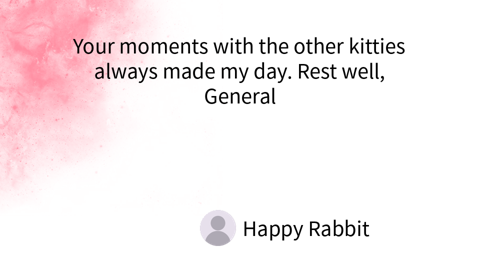 Your moments with the other kitties
always made my day. Rest well,
General
Happy Rabbit